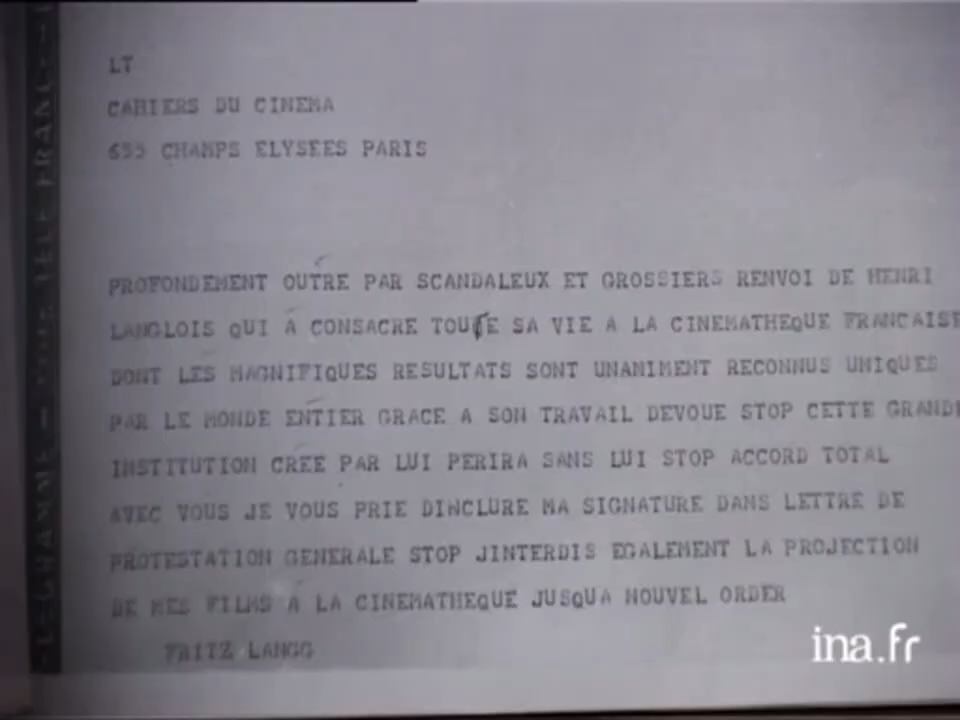 LT
CAHIERS DU CINEMA
655 CHAMPS ELYSEES PARIS
PROFONDEMENT OUTRE PAR SCANDALEUX ET GROSSIERS RENVOI DE HENRI
LANGLOIS QUI A CONSACRE TOUTE SA VIE A LA CINEMATHEQUE FRANCAISE
DONT LES MAGNIFIQUES RESULTATS SONT UNANIMENT RECONNUS UNIQUES
PAR LE MONDE ENTIER GRACE A SON TRAVAIL DEVOUE STOP CETTE GRANDE
INSTITUTION CREE PAR LUI PERIRA SANS LUI STOP ACCORD TOTAL
AVEC VOUS JE VOUS PRIE DINCLURE MA SIGNATURE DANS LETTRE DE
PROTESTATION GENERALE STOP JINTERDIS EGALEMENT LA PROJECTION
DE MES FILMS A LA CINEMATHEQUE JUSQUA NOUVEL ORDER
FRITZ LANGG
ina.fr